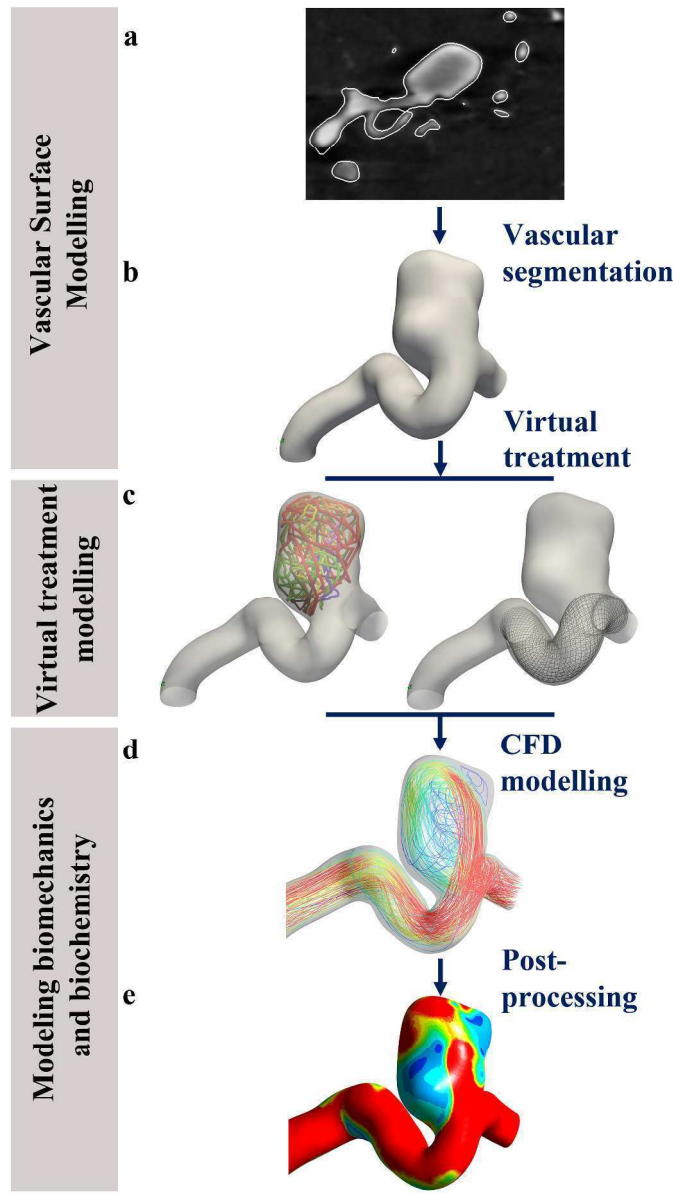 a
Vascular Surface
Modelling
Vascular
segmentation
b
Virtual
treatment
c
Virtual treatment
modelling
d
CFD
modelling
Modeling biomechanics
and biochemistry
Post-
processing
e